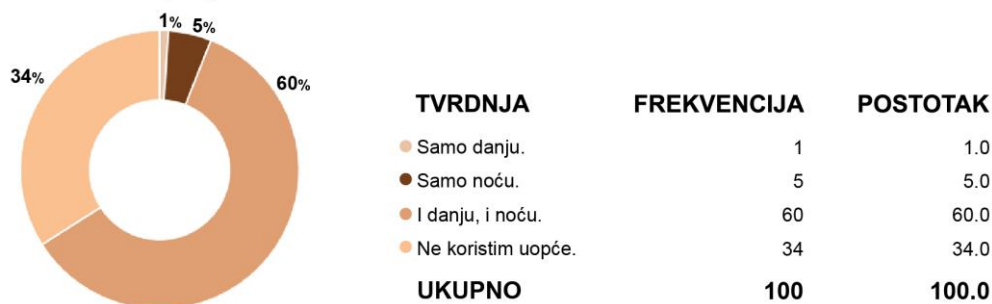 1%
5%
34%
60%
TVRDNJA FREKVENCIJA POSTOTAK
Samo danju. 1 1.0
Samo noću. 5 5.0
I danju, i noću. 60 60.0
Ne koristim uopće. 34 34.0
UKUPNO 100 100.0